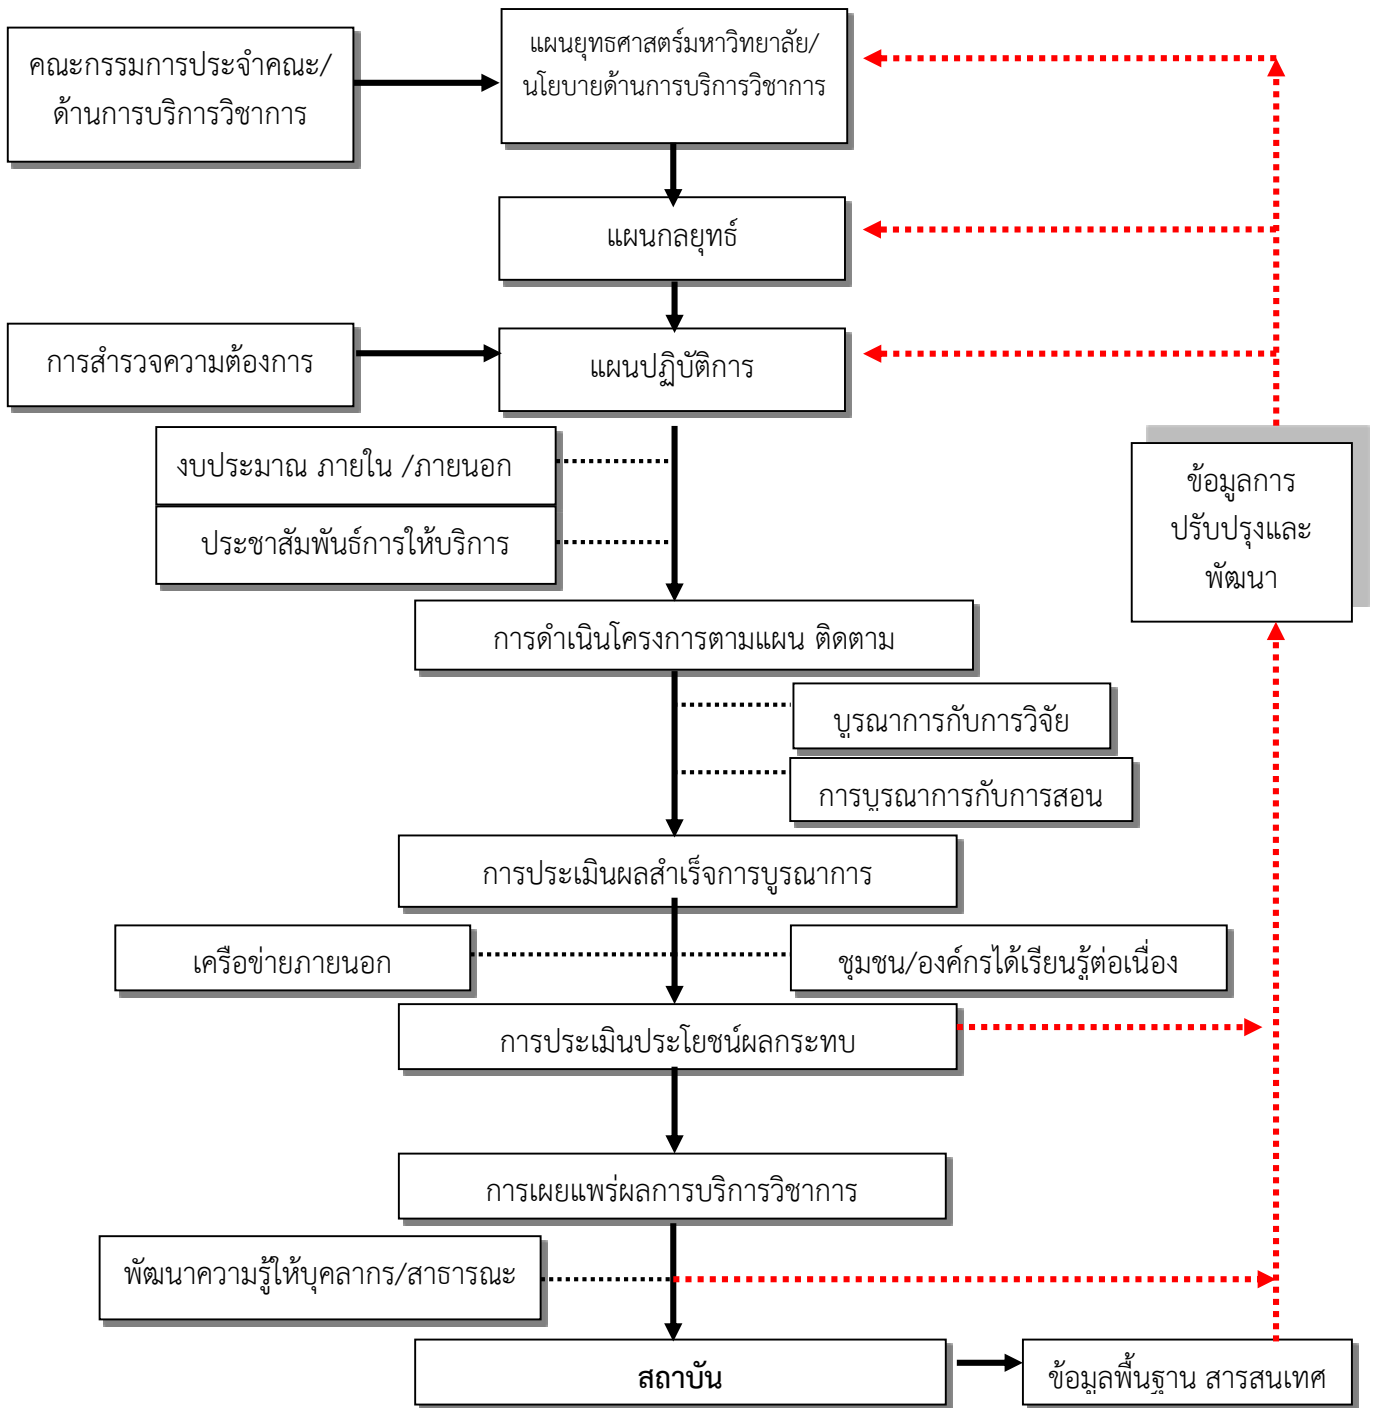 คณะกรรมการประจำคณะ/
ด้านการบริการวิชาการ
แผนยุทธศาสตร์มหาวิทยาลัย/
นโยบายด้านการบริการวิชาการ
แผนกลยุทธ์
การสำรวจความต้องการ
แผนปฏิบัติการ
งบประมาณ ภายใน /ภายนอก
ประชาสัมพันธ์การให้บริการ
ข้อมูลการ
ปรับปรุงและ
พัฒนา
การดำเนินโครงการตามแผน ติดตาม
บูรณาการกับการวิจัย
การบูรณาการกับการสอน
การประเมินผลสำเร็จการบูรณาการ
เครือข่ายภายนอก
ชุมชน/องค์กรได้เรียนรู้ต่อเนื่อง
การประเมินประโยชน์ผลกระทบ
การเผยแพร่ผลการบริการวิชาการ
พัฒนาความรู้ให้บุคลากร/สาธารณะ
สถาบัน
ข้อมูลพื้นฐาน สารสนเทศ